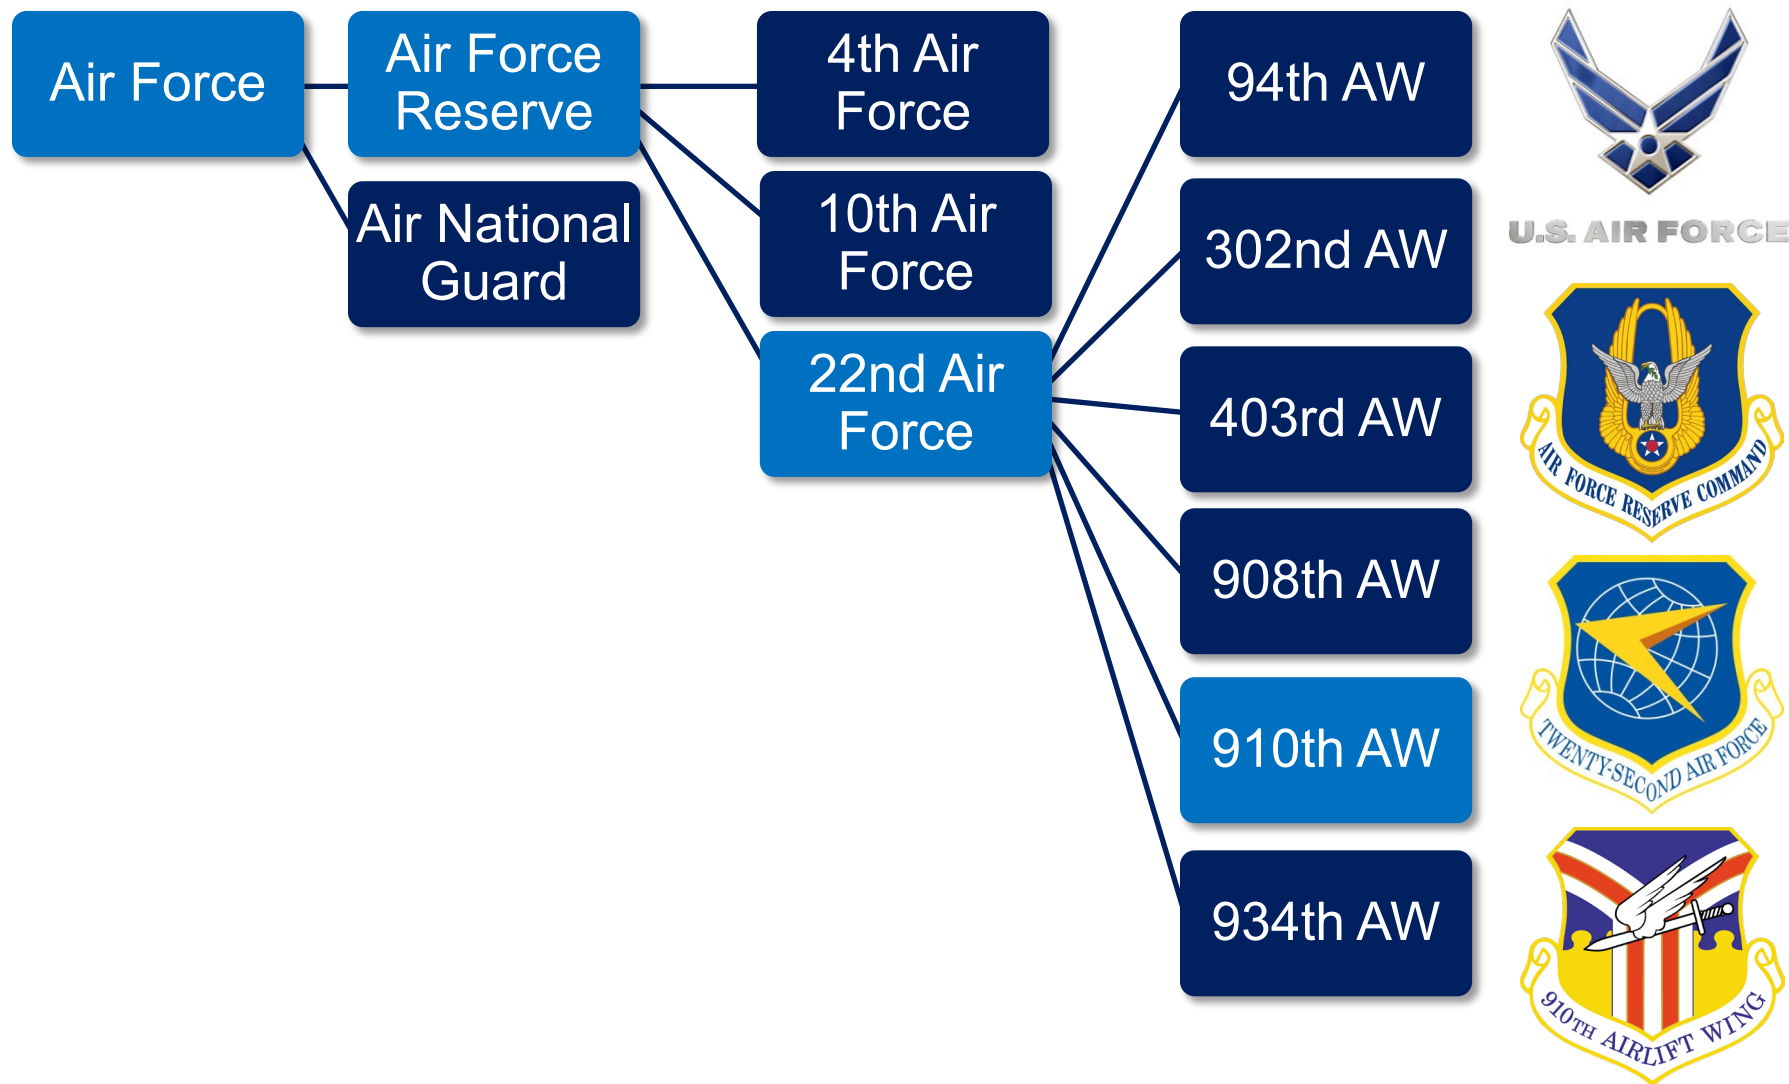 Air Force
Air Force
Reserve
Air National
Guard
4th Air
Force
10th Air
Force
22nd Air
Force
94th AW
302nd AW
403rd AW
908th AW
910th AW
934th AW
U.S. AIR FORCE
AIR FORCE RESERVE COMMAND
TWENTY-SECOND AIR FORCE
910TH AIRLIFT WING